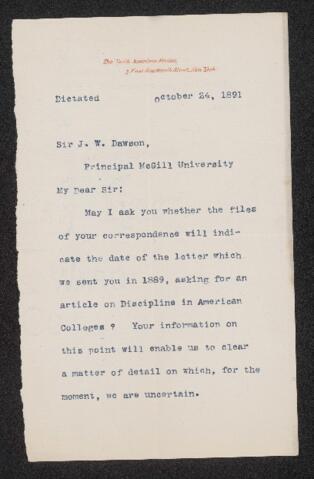 The North American Review,
3 East Fourteenth Street, New York.
Dictated October 24, 1891
Sir J. W. Dawson,
Principal McGill University
My Dear Sir:
May I ask you whether the files
of your correspondence will indi-
cate the date of the letter which
we sent you in 1889, asking for an
article on Discipline in American
Colleges ? Your information on
this point will enable us to clear
a matter of detail on which, for the
moment, we are uncertain.